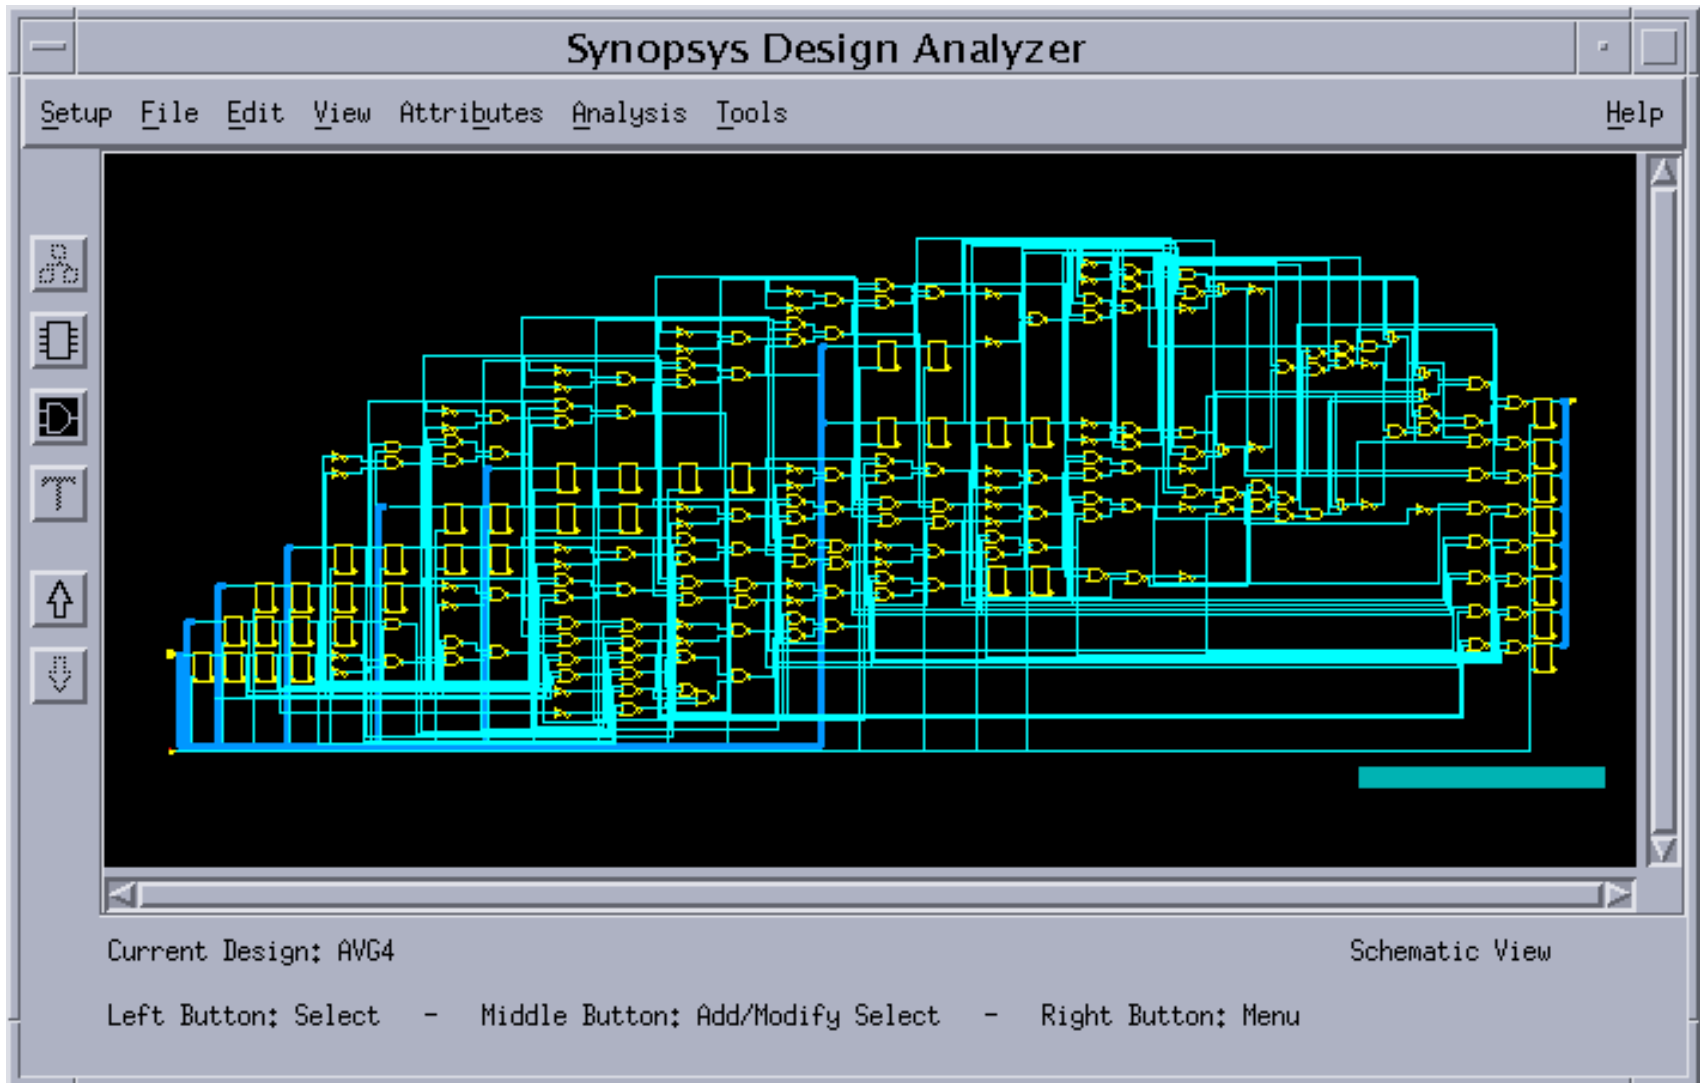 Synopsys Design Analyzer
Setup File Edit View Attributes Analysis Tools Help
Current Design: AVG4 Schematic View
Left Button: Select - Middle Button: Add/Modify Select - Right Button: Menu